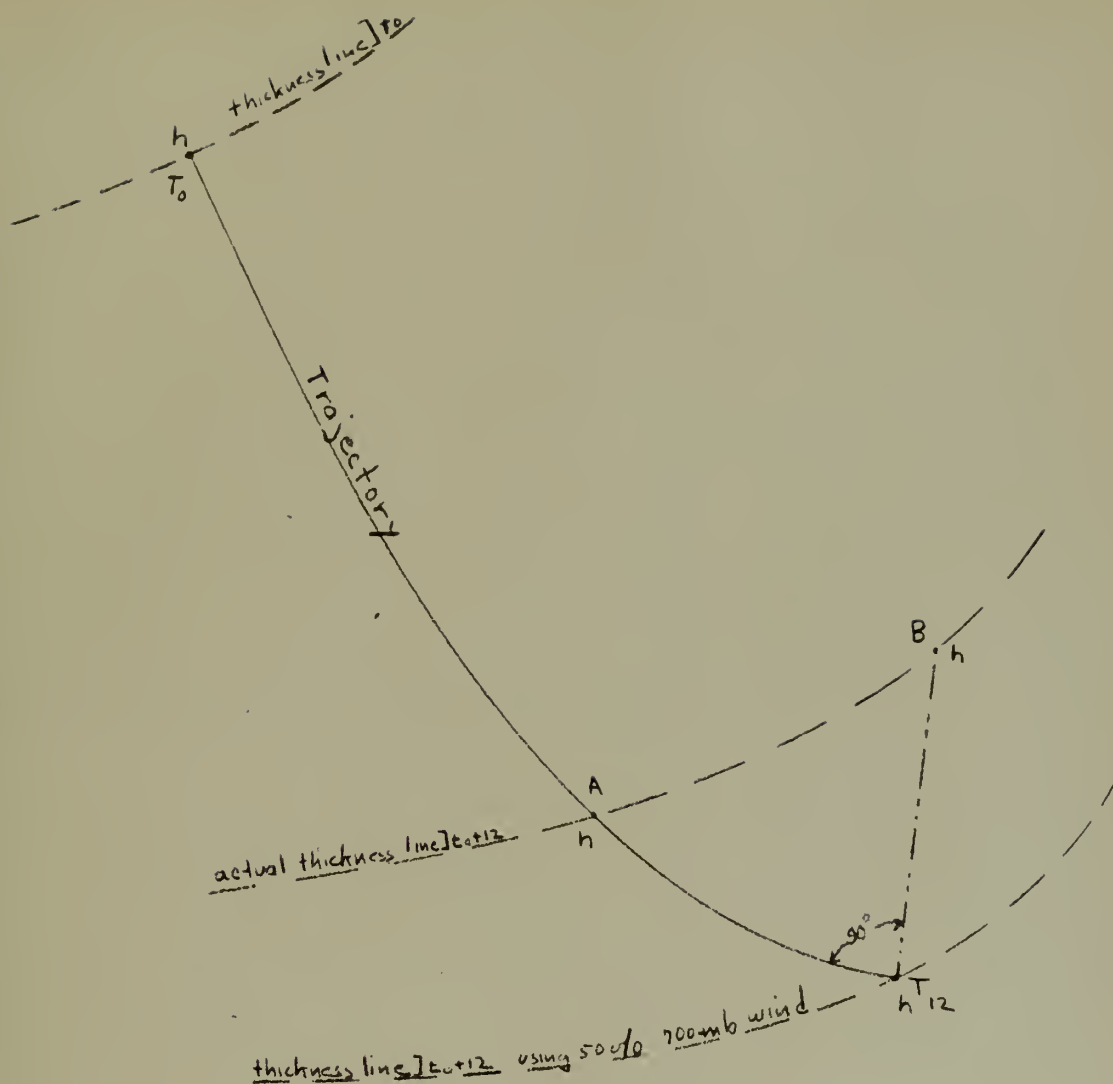 thickness line]t0
h
T0
Trajectory
B
h
A
h
actual thickness line]t0+12
90°
T12
h
thickness line]t0+12 using 50% 700mb wind